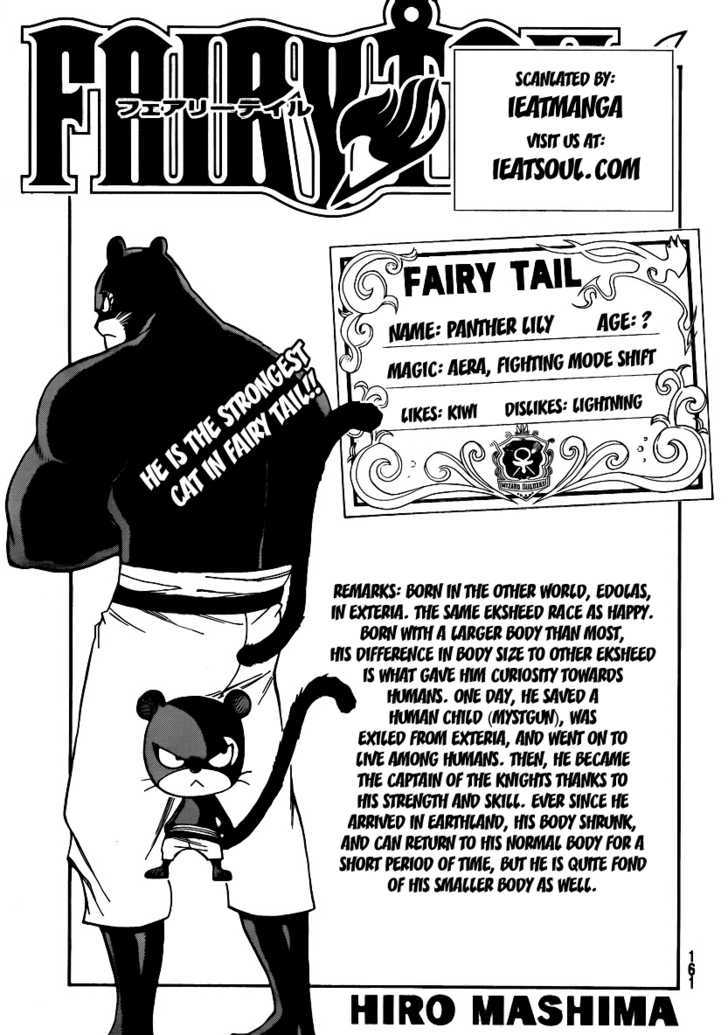 FAIRY TAIL
フェアリーテイル
SCANLATED BY:
IEATMANGA
VISIT US AT:
IEATSOUL.COM
FAIRY TAIL
NAME: PANTHER LILY AGE: ?
MAGIC: AERA, FIGHTING MODE SHIFT
LIKES: KIWI DISLIKES: LIGHTNING
WIZARD GUILDERS
HE IS THE STRONGEST
CAT IN FAIRY TAIL!!
REMARKS: BORN IN THE OTHER WORLD, EDOLAS,
IN EXTERIA. THE SAME EKSHEED RACE AS HAPPY.
BORN WITH A LARGER BODY THAN MOST,
HIS DIFFERENCE IN BODY SIZE TO OTHER EKSHEED
IS WHAT GAVE HIM CURIOSITY TOWARDS
HUMANS. ONE DAY, HE SAVED A
HUMAN CHILD (MYSTGUN), WAS
EXILED FROM EXTERIA, AND WENT ON TO
LIVE AMONG HUMANS. THEN, HE BECAME
THE CAPTAIN OF THE KNIGHTS THANKS TO
HIS STRENGTH AND SKILL. EVER SINCE HE
ARRIVED IN EARTHLAND, HIS BODY SHRUNK,
AND CAN RETURN TO HIS NORMAL BODY FOR A
SHORT PERIOD OF TIME, BUT HE IS QUITE FOND
OF HIS SMALLER BODY AS WELL.
161
HIRO MASHIMA